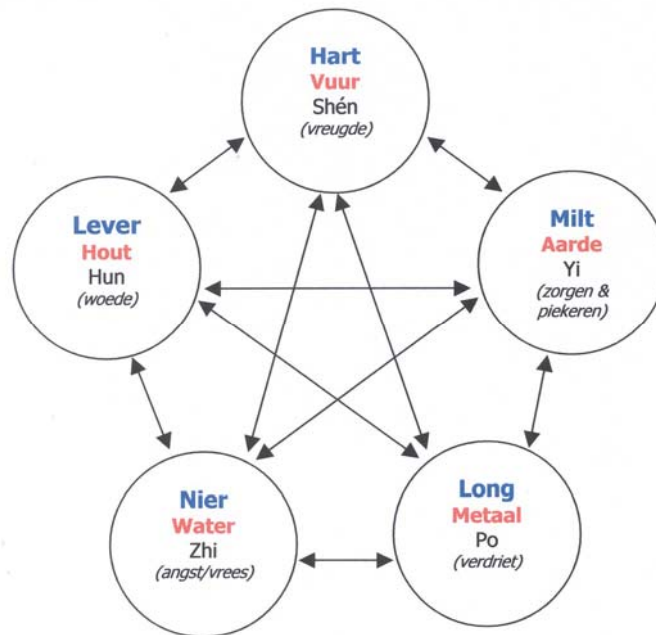 Hart
Vuur
Shén
(vreugde)
Lever
Hout
Hun
(woede)
Milt
Aarde
Yi
(zorgen &
piekeren)
Nier
Water
Zhi
(angst/vrees)
Long
Metaal
Po
(verdriet)